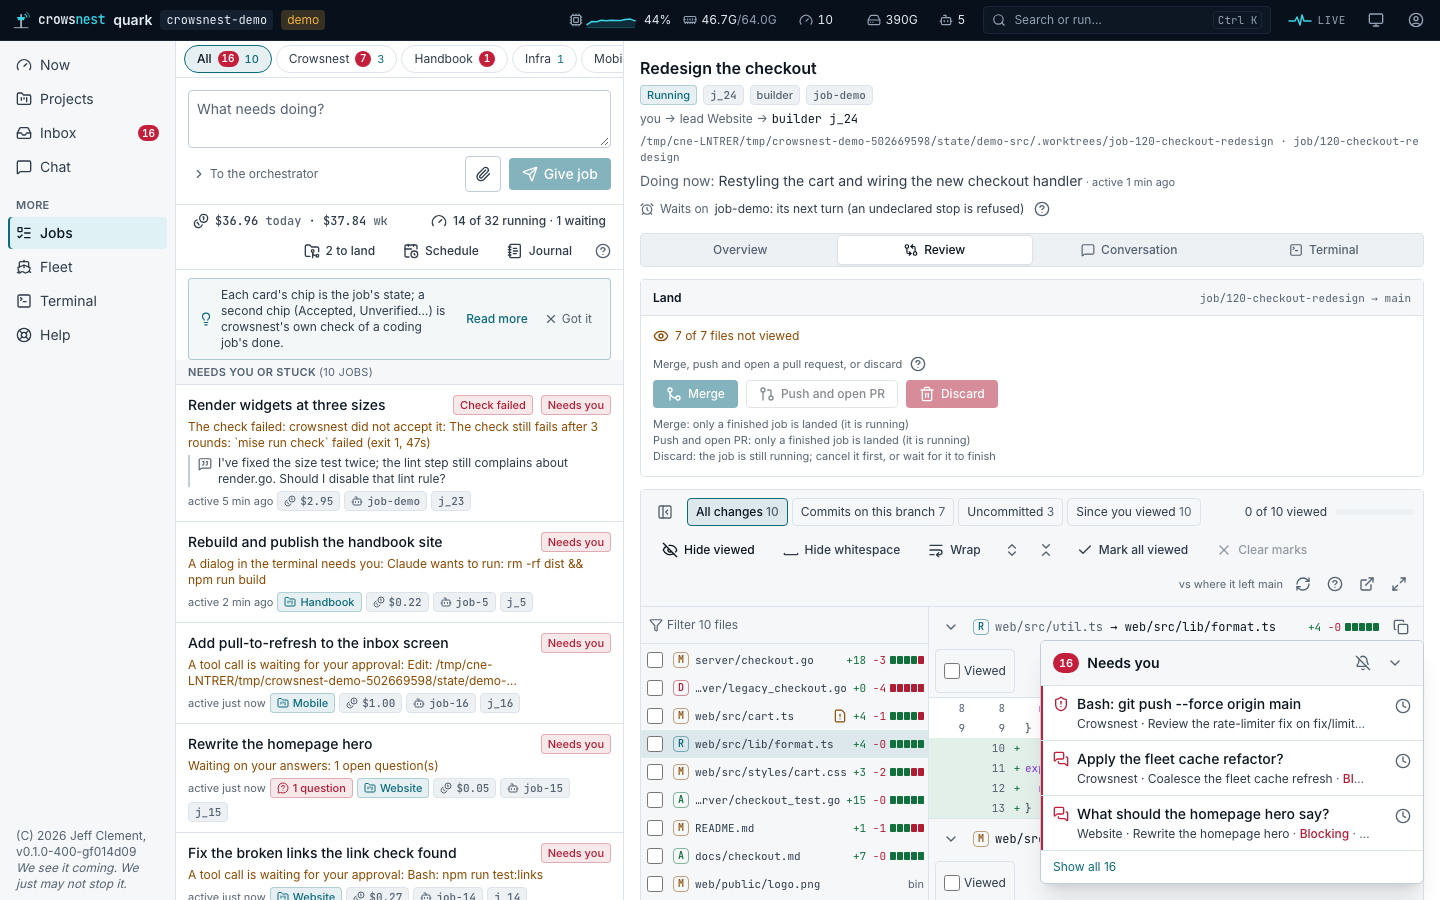 crowsnest quark crowsnest-demo demo 44% 46.7G/64.0G 10 390G 5 Search or run... Ctrl K LIVE
Now
Projects
Inbox 16
Chat
MORE
Jobs
Fleet
Terminal
Help
(C) 2026 Jeff Clement,
v0.1.0-400-gf014d09
We see it coming. We
just may not stop it.
All 16 10 Crowsnest 7 3 Handbook 1 Infra 1 Mobi
What needs doing?
To the orchestrator Give job
$36.96 today · $37.84 wk 14 of 32 running · 1 waiting
2 to land Schedule Journal
Each card's chip is the job's state; a
second chip (Accepted, Unverified...) is
crowsnest's own check of a coding
job's done.
Read more Got it
NEEDS YOU OR STUCK (10 JOBS)
Render widgets at three sizes Check failed Needs you
The check failed: crowsnest did not accept it: The check still fails after 3
rounds: `mise run check` failed (exit 1, 47s)
I've fixed the size test twice; the lint step still complains about
render.go. Should I disable that lint rule?
active 5 min ago $2.95 job-demo j_23
Rebuild and publish the handbook site Needs you
A dialog in the terminal needs you: Claude wants to run: rm -rf dist &&
npm run build
active 2 min ago Handbook $0.22 job-5 j_5
Add pull-to-refresh to the inbox screen Needs you
A tool call is waiting for your approval: Edit: /tmp/cne-
LNTRER/tmp/crowsnest-demo-502669598/state/demo-...
active just now Mobile $1.00 job-16 j_16
Rewrite the homepage hero Needs you
Waiting on your answers: 1 open question(s)
active just now 1 question Website $0.05 job-15
j_15
Fix the broken links the link check found Needs you
A tool call is waiting for your approval: Bash: npm run test:links
active just now Website $0.27 job-14 j_14
Redesign the checkout
Running j_24 builder job-demo
you → lead Website → builder j_24
/tmp/cne-LNTRER/tmp/crowsnest-demo-502669598/state/demo-src/.worktrees/job-120-checkout-redesign · job/120-checkout-re
design
Doing now: Restyling the cart and wiring the new checkout handler · active 1 min ago
Waits on job-demo: its next turn (an undeclared stop is refused)
Overview Review Conversation Terminal
Land job/120-checkout-redesign → main
7 of 7 files not viewed
Merge, push and open a pull request, or discard
Merge Push and open PR Discard
Merge: only a finished job is landed (it is running)
Push and open PR: only a finished job is landed (it is running)
Discard: the job is still running; cancel it first, or wait for it to finish
All changes 10 Commits on this branch 7 Uncommitted 3 Since you viewed 10 0 of 10 viewed
Hide viewed Hide whitespace Wrap Mark all viewed Clear marks
vs where it left main
Filter 10 files
M server/checkout.go +18 -3
D …ver/legacy_checkout.go +0 -4
M web/src/cart.ts +4 -1
R web/src/lib/format.ts +4 -0
M web/src/styles/cart.css +3 -2
A …rver/checkout_test.go +15 -0
M README.md +1 -1
A docs/checkout.md +7 -0
M web/public/logo.png bin
R web/src/util.ts → web/src/lib/format.ts +4 -0
Viewed
8 8
9 9 }
10 +
11 + exp
12 +
13 + }
M web/sr
Viewed
16 Needs you
Bash: git push --force origin main
Crowsnest · Review the rate-limiter fix on fix/limit...
Apply the fleet cache refactor?
Crowsnest · Coalesce the fleet cache refresh · Bl...
What should the homepage hero say?
Website · Rewrite the homepage hero · Blocking · ...
Show all 16